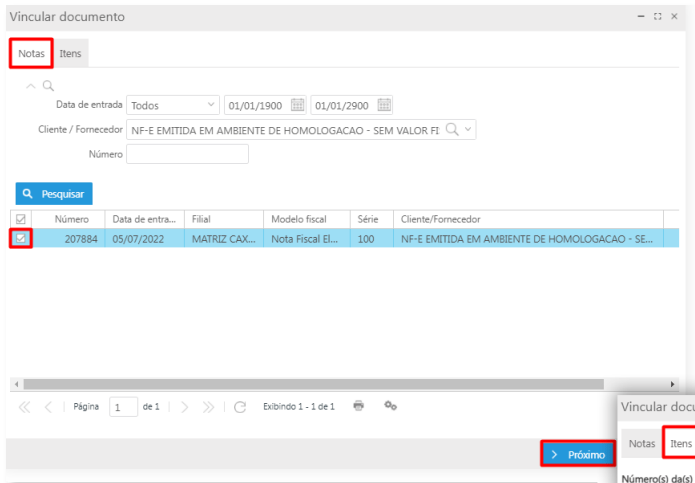 Vincular documento
Notas Itens
Data de entrada Todos 01/01/1900 01/01/2900
Cliente / Fornecedor NF-E EMITIDA EM AMBIENTE DE HOMOLOGACAO - SEM VALOR FI
Número
Pesquisar
Número Data de entra... Filial Modelo fiscal Série Cliente/Fornecedor
207884 05/07/2022 MATRIZ CAX... Nota Fiscal El... 100 NF-E EMITIDA EM AMBIENTE DE HOMOLOGACAO - SE...
Página 1 de 1 Exibindo 1 - 1 de 1
Próximo
Vincular docu
Notas Itens
Número(s) da(s)